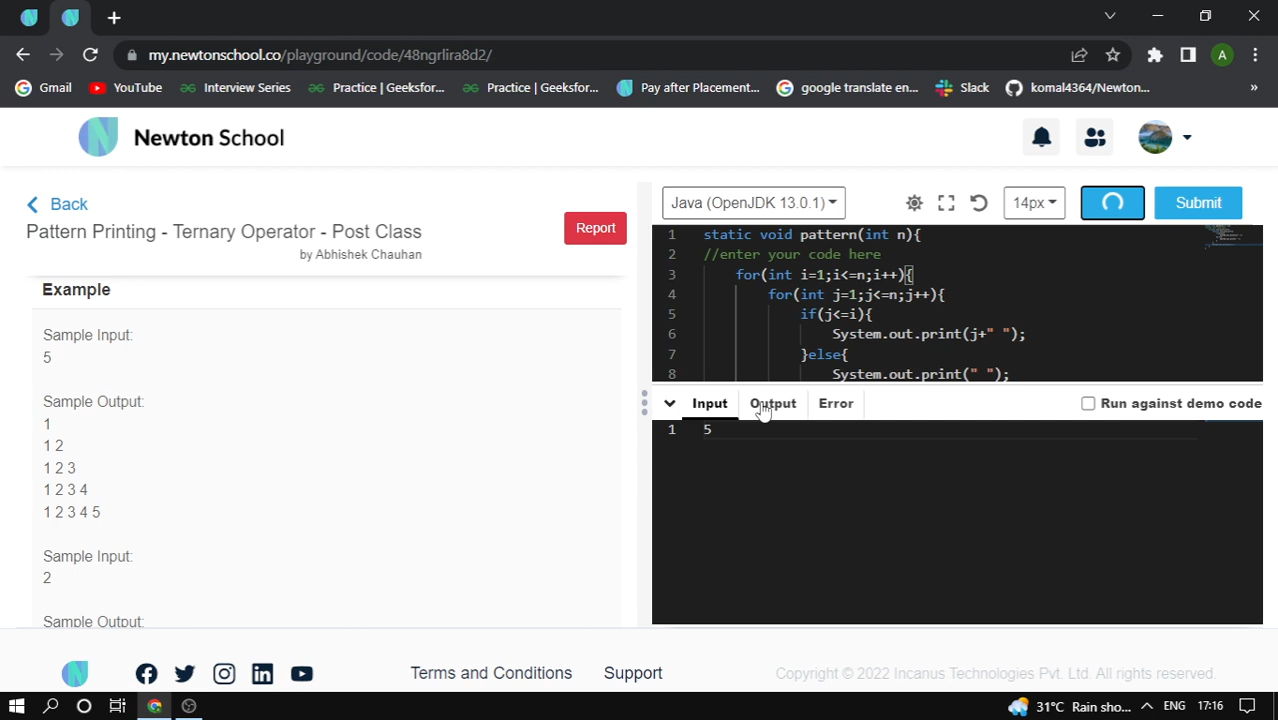 my.newtonschool.co/playground/code/48ngrlira8d2/
Gmail YouTube Interview Series Practice | Geeksfor... Practice | Geeksfor... Pay after Placement... google translate en... Slack komal4364/Newton... »
Newton School
Back
Pattern Printing - Ternary Operator - Post Class
by Abhishek Chauhan
Report
Example
Sample Input:
5
Sample Output:
1
1 2
1 2 3
1 2 3 4
1 2 3 4 5
Sample Input:
2
Sample Output:
Java (OpenJDK 13.0.1) 14px Submit
1 static void pattern(int n){
2 //enter your code here
3 for(int i=1;i<=n;i++){
4 for(int j=1;j<=n;j++){
5 if(j<=i){
6 System.out.print(j+" ");
7 }else{
8 System.out.print(" ");
Input Output Error Run against demo code
1 5
Terms and Conditions Support Copyright © 2022 Incanus Technologies Pvt. Ltd. All rights reserved.
31°C Rain sho... ENG 17:16